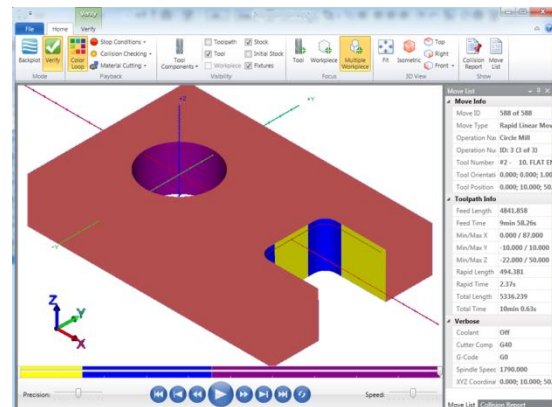 Verify
File Home Verify
Backplot
Verify
Color Loop
Stop Conditions
Collision Checking
Material Cutting
Tool Components
Toolpath
Tool
Workpiece
Stock
Initial Stock
Fixtures
Tool
Workpiece
Multiple Workpiece
Fit
Isometric
Top
Right
Front
Collision Report
Move List
Mode Playback Visibility Focus 3D View Show
+Z
+Y
-Y
Z
Y
X
Precision:
Speed:
Move List
Move Info
Move ID 588 of 588
Move Type Rapid Linear Mov
Operation Na Circle Mill
Operation Nu ID: 3 (3 of 3)
Tool Number #2 - 10. FLAT EN
Tool Orientati 0.000; 0.000; 1.00
Tool Position 0.000; 10.000; 50.
Toolpath Info
Feed Length 4841.858
Feed Time 9min 58.26s
Min/Max X 0.000 / 87.000
Min/Max Y -10.000 / 10.000
Min/Max Z -22.000 / 50.000
Rapid Length 494.381
Rapid Time 2.37s
Total Length 5336.239
Total Time 10min 0.63s
Verbose
Coolant Off
Cutter Comp G40
G-Code G0
Spindle Speed 1790.000
XYZ Coordinat 0.000; 10.000; 50.
Move List Collision Report